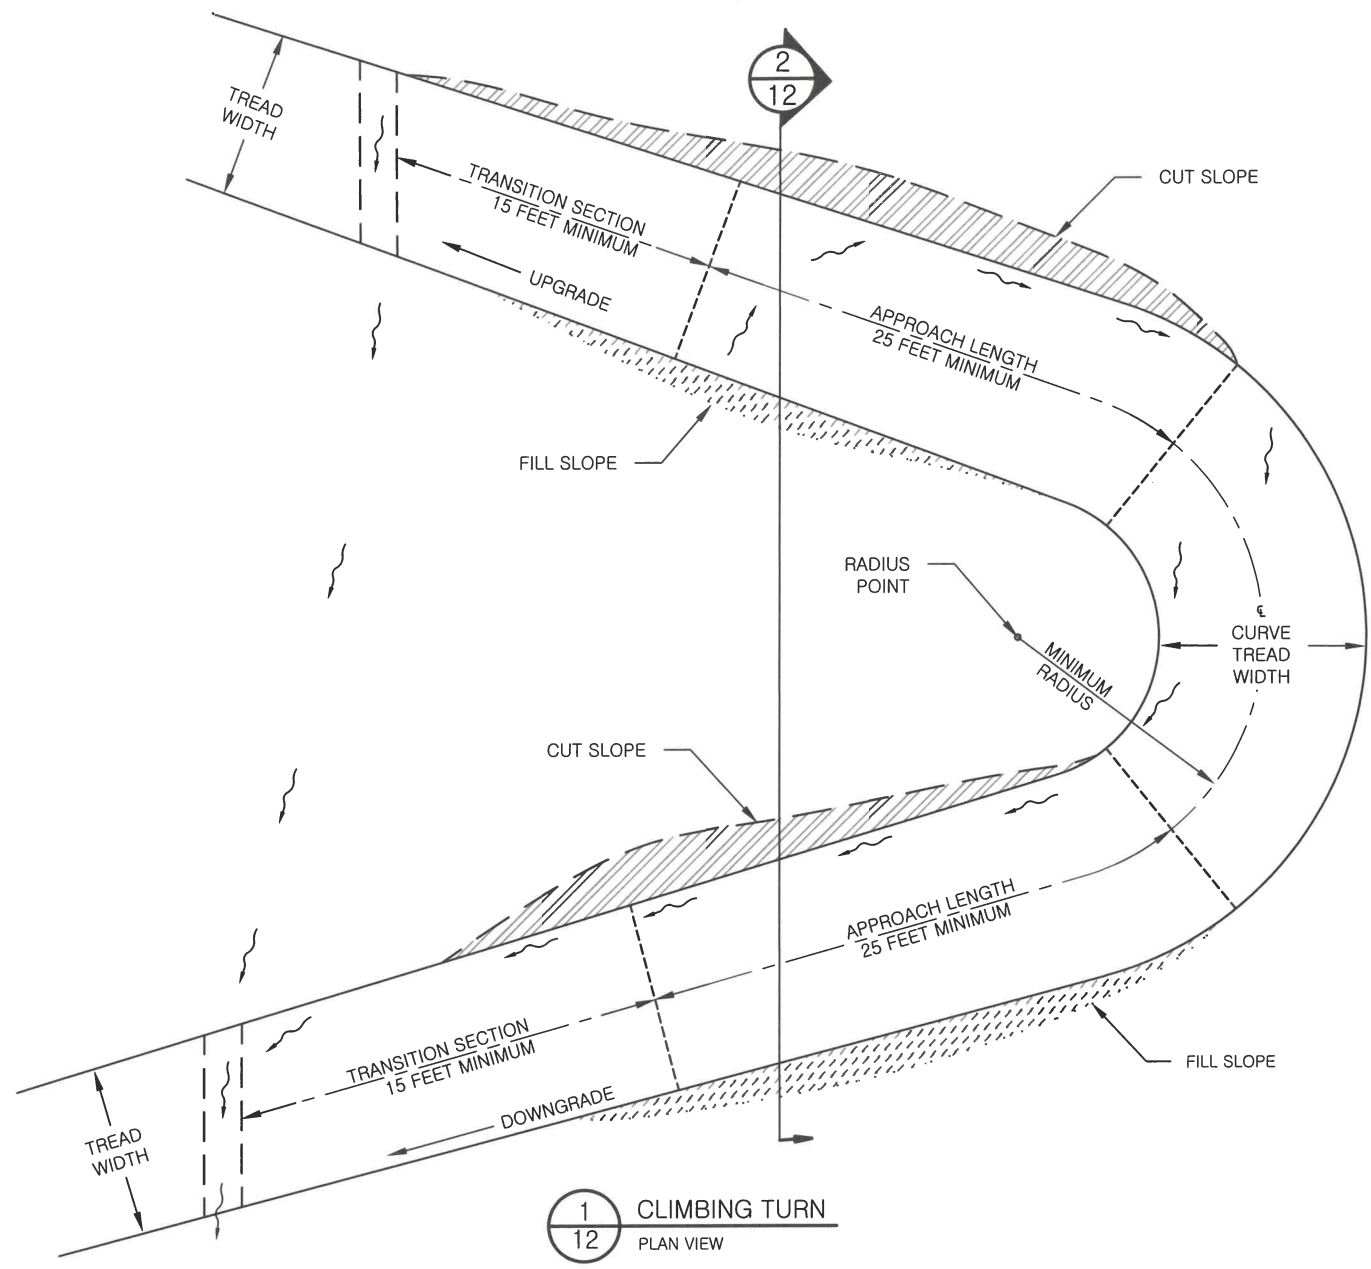 2
12
TREAD
WIDTH
TRANSITION SECTION
15 FEET MINIMUM
CUT SLOPE
UPGRADE
APPROACH LENGTH
25 FEET MINIMUM
FILL SLOPE
RADIUS
POINT
℄
CURVE
TREAD
WIDTH
MINIMUM
RADIUS
CUT SLOPE
APPROACH LENGTH
25 FEET MINIMUM
TRANSITION SECTION
15 FEET MINIMUM
FILL SLOPE
DOWNGRADE
TREAD
WIDTH
1
12
CLIMBING TURN
PLAN VIEW